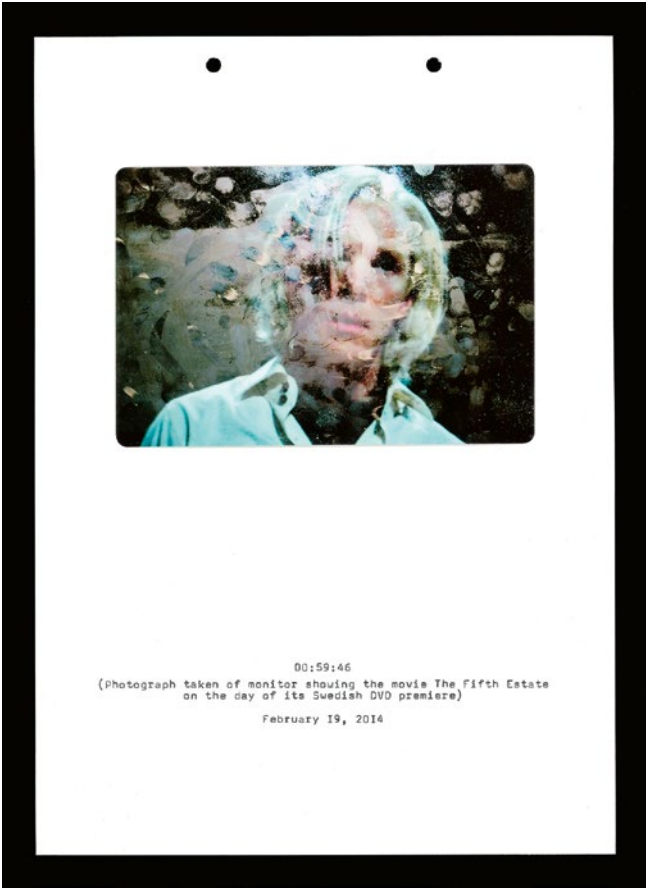 00:59:46
(Photograph taken of monitor showing the movie The Fifth Estate
on the day of its Swedish DVD premiere)
February 19, 2014